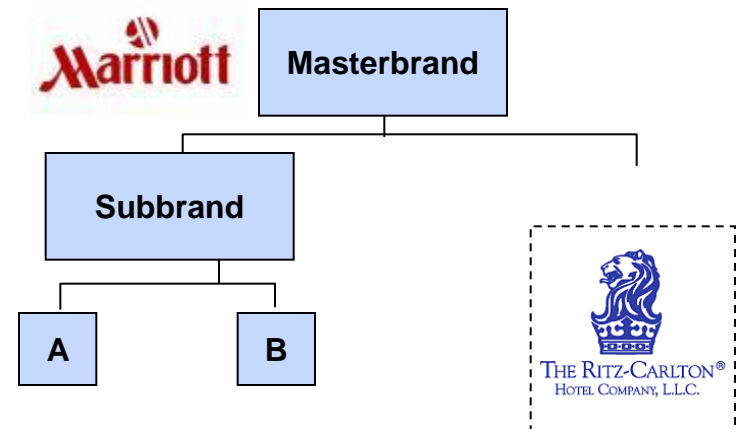 Marriott
Masterbrand
Subbrand
A
B
THE RITZ-CARLTON®
HOTEL COMPANY, L.L.C.